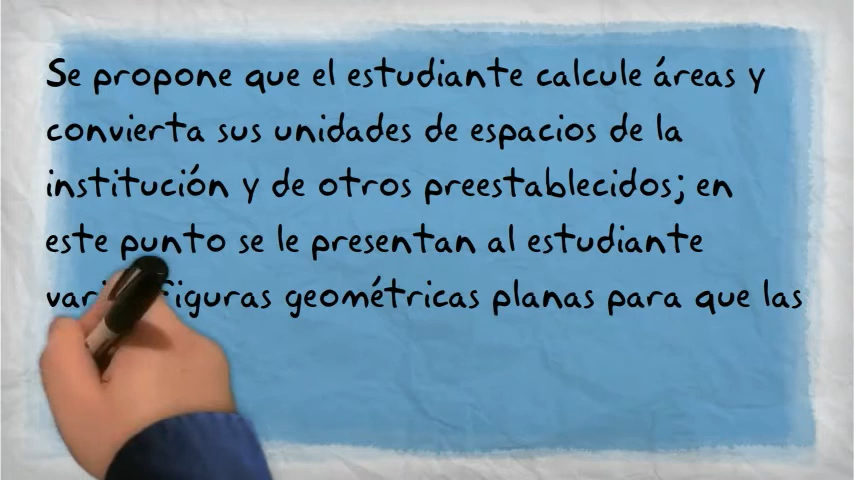 Se propone que el estudiante calcule áreas y
convierta sus unidades de espacios de la
institución y de otros preestablecidos; en
este punto se le presentan al estudiante
figuras geométricas planas para que las